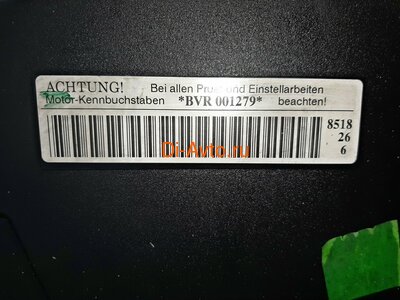 ACHTUNG! Bei allen Prüf- und Einstellarbeiten
Motor-Kennbuchstaben *BVR 001279* beachten!
8518
26
6
Di-Avto.ru